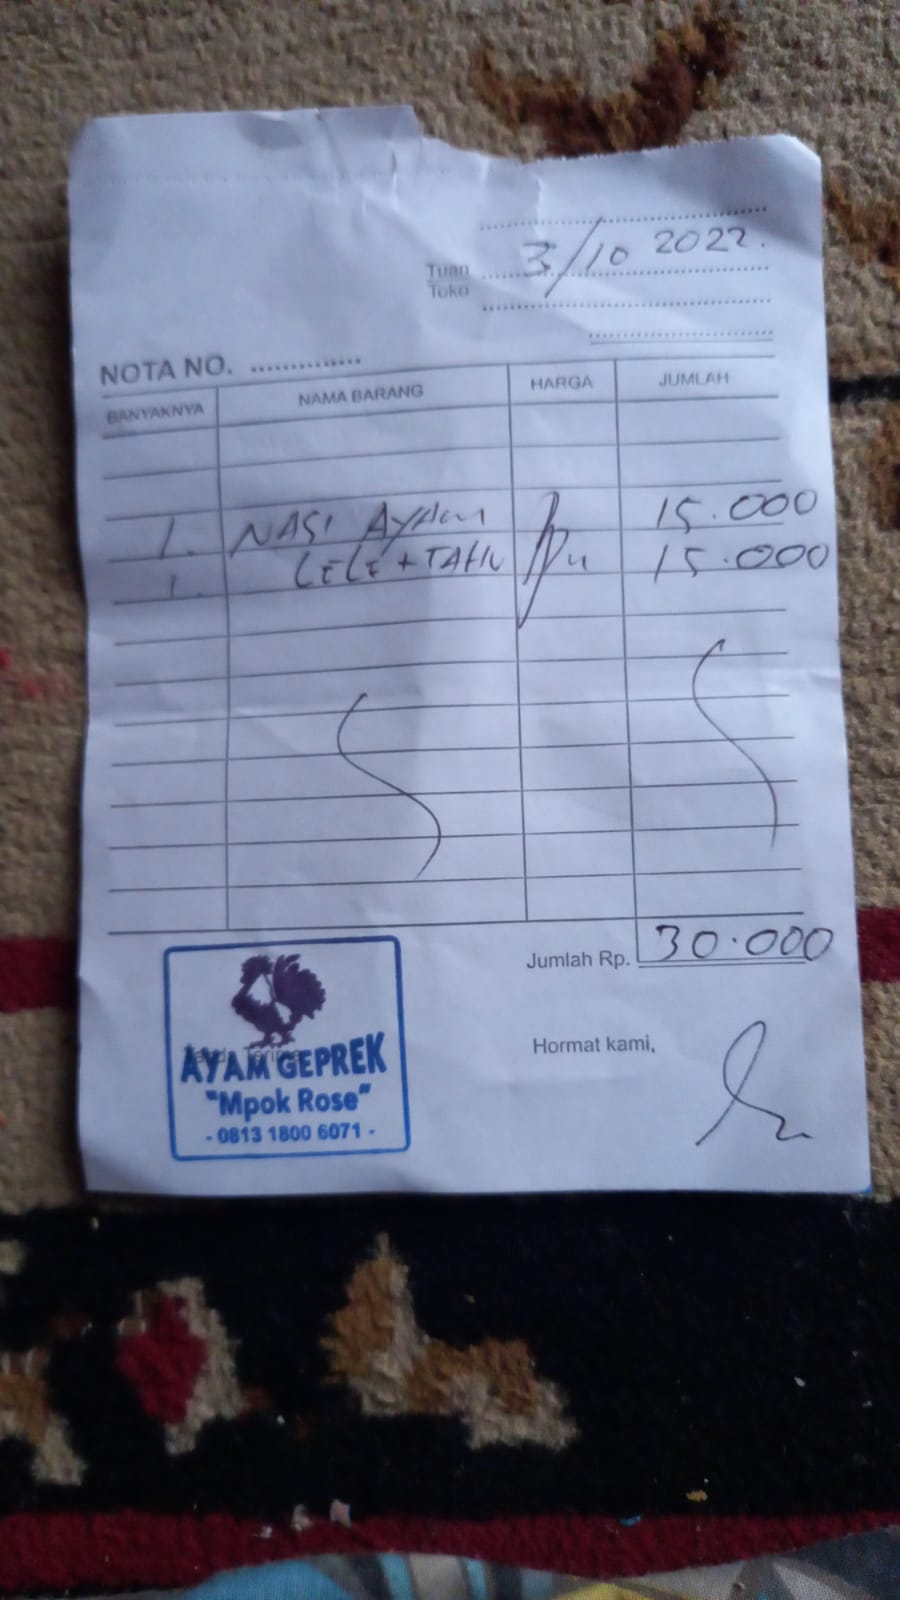 3/10 2022.
Tuan
Toko
NOTA NO. ..............
BANYAKNYA NAMA BARANG HARGA JUMLAH
1. NASI AYAM 15.000
1. LELE + TAHU 15.000
Jumlah Rp. 30.000
Hormat kami,
AYAM GEPREK
"Mpok Rose"
- 0813 1800 6071 -